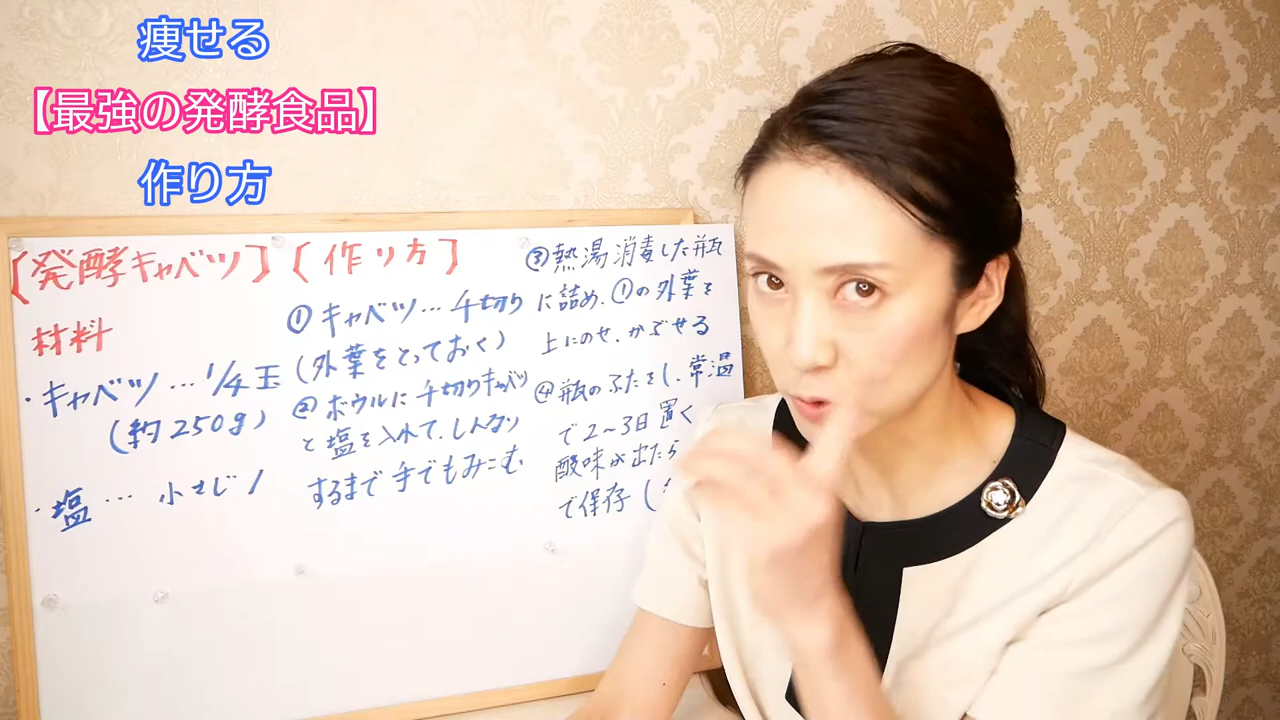 痩せる
【最強の発酵食品】
作り方
【発酵キャベツ】【作り方】
材料
・キャベツ…1/4玉
(約250g)
・塩… 小さじ1
①キャベツ…千切り
(外葉をとっておく)
②ボウルに千切りキャベツ
と塩を入れて、しんなり
するまで手でもみこむ
③熱湯消毒した瓶
に詰め、①の外葉を
上にのせ、かぶせる
④瓶のふたをし、常温
で2~3日置く
酸味が出たら
で保存(